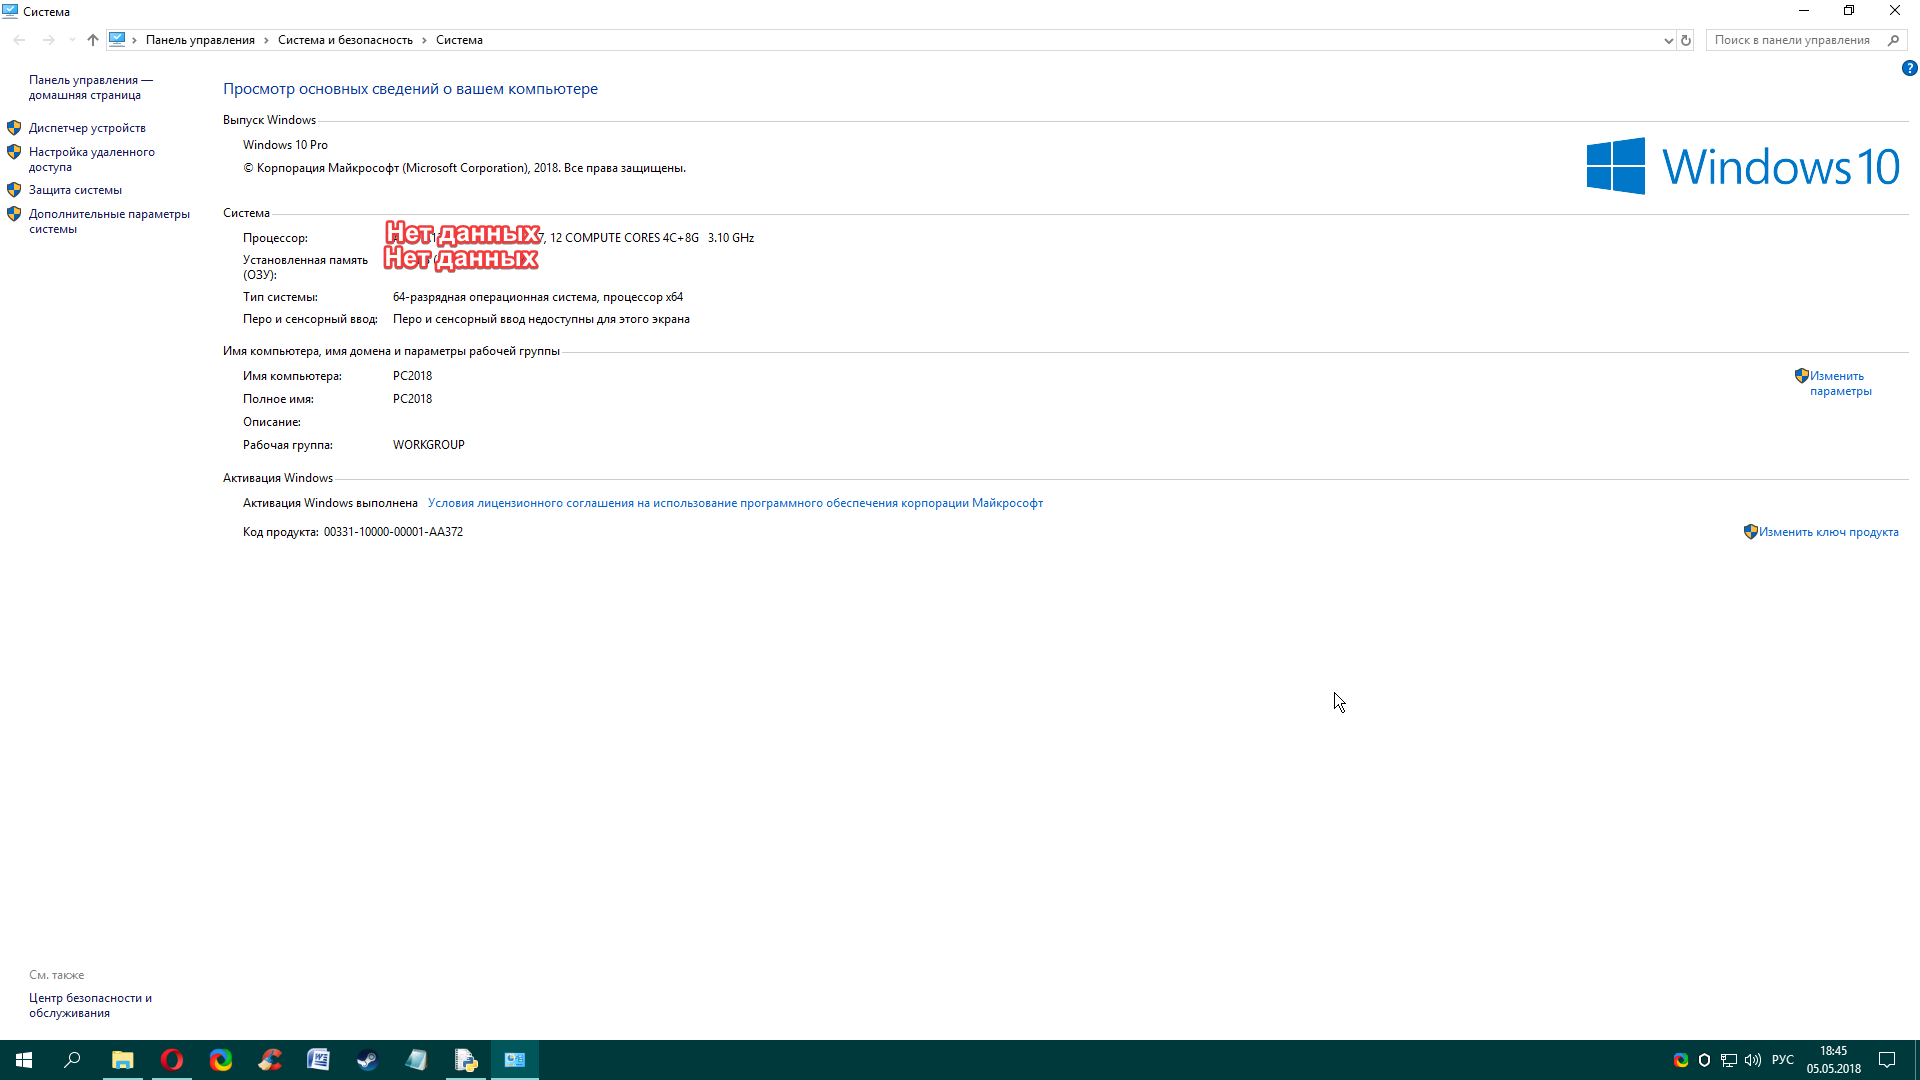 Система
Панель управления
Система и безопасность
Система
Поиск в панели управления
Панель управления —
домашняя страница
Диспетчер устройств
Настройка удаленного
доступа
Защита системы
Дополнительные параметры
системы
Просмотр основных сведений о вашем компьютере
Выпуск Windows
Windows 10 Pro
© Корпорация Майкрософт (Microsoft Corporation), 2018. Все права защищены.
Windows 10
Система
Процессор:
Нет данных
7, 12 COMPUTE CORES 4C+8G 3.10 GHz
Установленная память
(ОЗУ):
Нет данных
Тип системы:
64-разрядная операционная система, процессор x64
Перо и сенсорный ввод:
Перо и сенсорный ввод недоступны для этого экрана
Имя компьютера, имя домена и параметры рабочей группы
Имя компьютера:
PC2018
Изменить
параметры
Полное имя:
PC2018
Описание:
Рабочая группа:
WORKGROUP
Активация Windows
Активация Windows выполнена
Условия лицензионного соглашения на использование программного обеспечения корпорации Майкрософт
Код продукта: 00331-10000-00001-AA372
Изменить ключ продукта
См. также
Центр безопасности и
обслуживания
РУС
18:45
05.05.2018